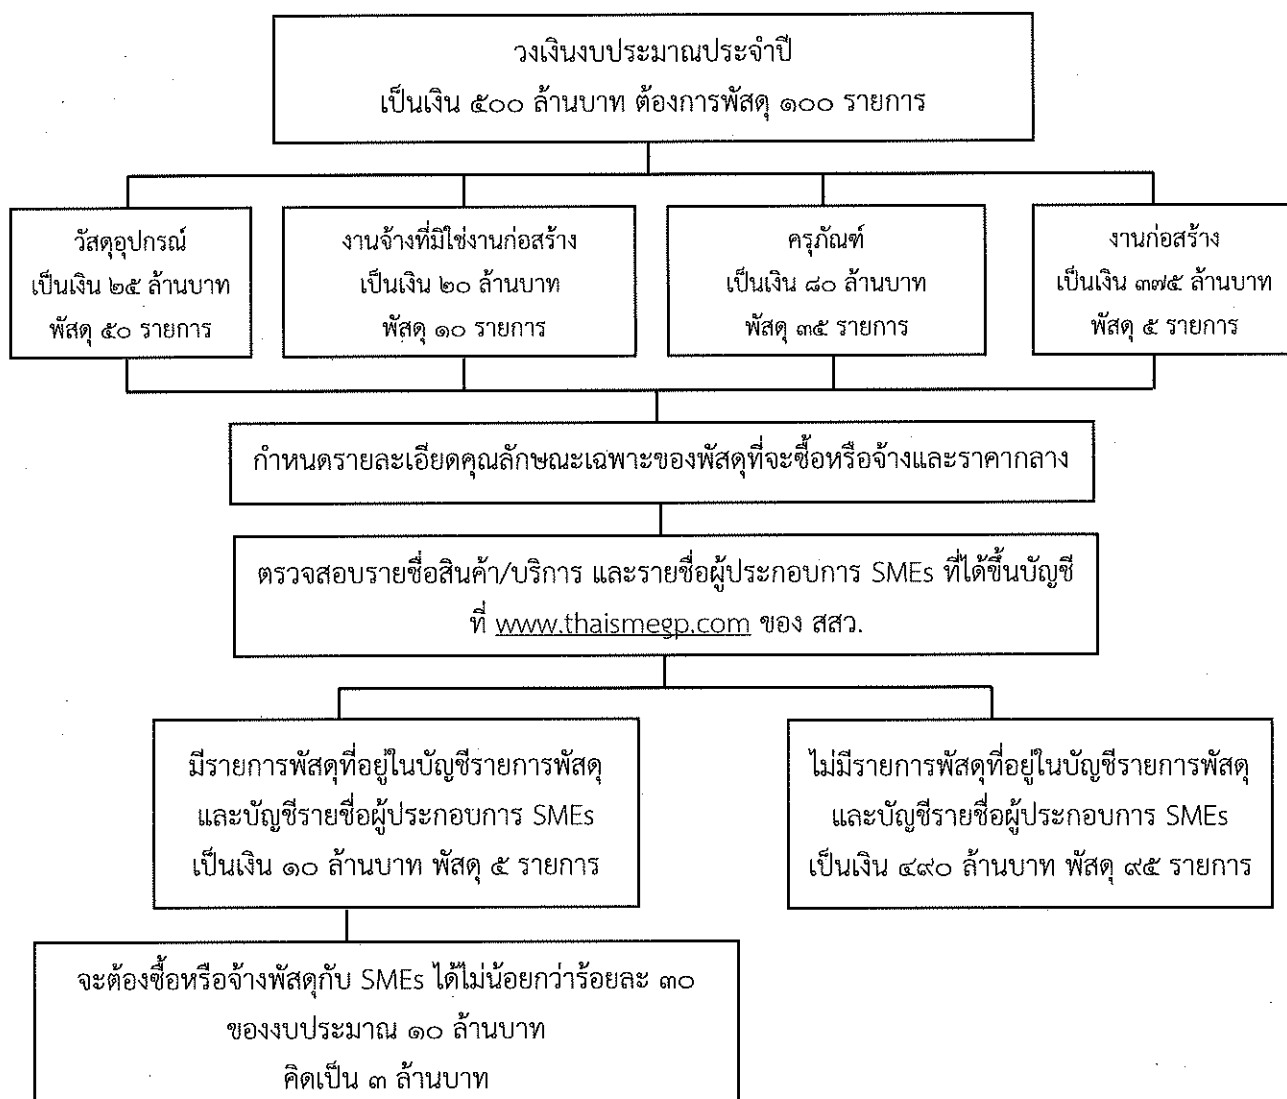 วงเงินงบประมาณประจำปี
เป็นเงิน ๕๐๐ ล้านบาท ต้องการพัสดุ ๑๐๐ รายการ
วัสดุอุปกรณ์
เป็นเงิน ๒๕ ล้านบาท
พัสดุ ๕๐ รายการ
งานจ้างที่มิใช่งานก่อสร้าง
เป็นเงิน ๒๐ ล้านบาท
พัสดุ ๑๐ รายการ
ครุภัณฑ์
เป็นเงิน ๘๐ ล้านบาท
พัสดุ ๓๕ รายการ
งานก่อสร้าง
เป็นเงิน ๓๗๕ ล้านบาท
พัสดุ ๕ รายการ
กำหนดรายละเอียดคุณลักษณะเฉพาะของพัสดุที่จะซื้อหรือจ้างและราคากลาง
ตรวจสอบรายชื่อสินค้า/บริการ และรายชื่อผู้ประกอบการ SMEs ที่ได้ขึ้นบัญชี
ที่ www.thaismegp.com ของ สสว.
มีรายการพัสดุที่อยู่ในบัญชีรายการพัสดุ
และบัญชีรายชื่อผู้ประกอบการ SMEs
เป็นเงิน ๑๐ ล้านบาท พัสดุ ๕ รายการ
ไม่มีรายการพัสดุที่อยู่ในบัญชีรายการพัสดุ
และบัญชีรายชื่อผู้ประกอบการ SMEs
เป็นเงิน ๔๙๐ ล้านบาท พัสดุ ๙๕ รายการ
จะต้องซื้อหรือจ้างพัสดุกับ SMEs ได้ไม่น้อยกว่าร้อยละ ๓๐
ของงบประมาณ ๑๐ ล้านบาท
คิดเป็น ๓ ล้านบาท